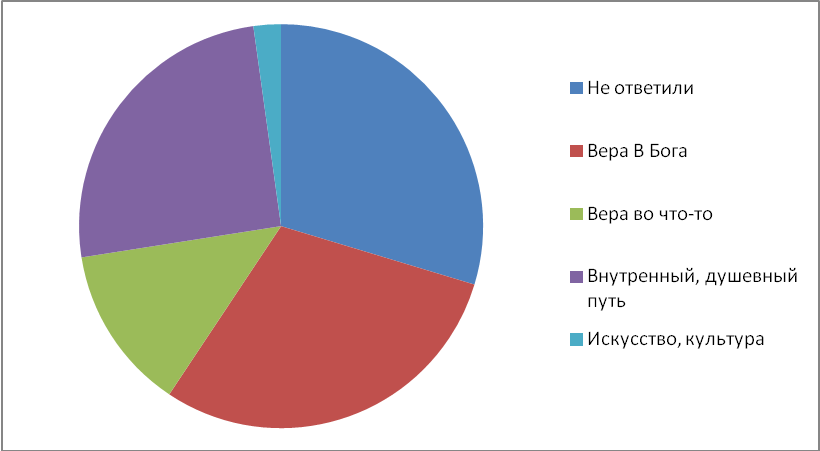 Не ответили
Вера В Бога
Вера во что-то
Внутренный, душевный
путь
Искусство, культура